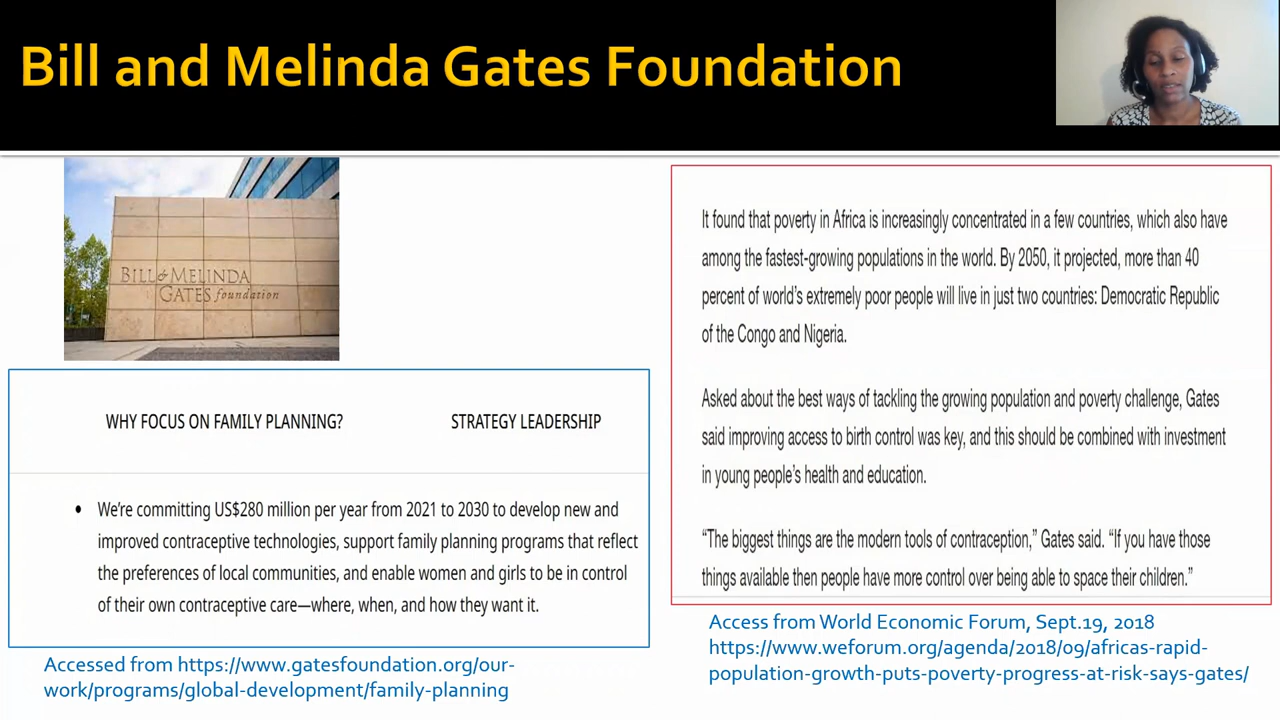 Bill and Melinda Gates Foundation
BILL & MELINDA
GATES foundation
WHY FOCUS ON FAMILY PLANNING? STRATEGY LEADERSHIP
• We're committing US$280 million per year from 2021 to 2030 to develop new and
improved contraceptive technologies, support family planning programs that reflect
the preferences of local communities, and enable women and girls to be in control
of their own contraceptive care—where, when, and how they want it.
Accessed from https://www.gatesfoundation.org/our-
work/programs/global-development/family-planning
It found that poverty in Africa is increasingly concentrated in a few countries, which also have
among the fastest-growing populations in the world. By 2050, it projected, more than 40
percent of world's extremely poor people will live in just two countries: Democratic Republic
of the Congo and Nigeria.
Asked about the best ways of tackling the growing population and poverty challenge, Gates
said improving access to birth control was key, and this should be combined with investment
in young people's health and education.
“The biggest things are the modern tools of contraception,” Gates said. “If you have those
things available then people have more control over being able to space their children.”
Access from World Economic Forum, Sept.19, 2018
https://www.weforum.org/agenda/2018/09/africas-rapid-
population-growth-puts-poverty-progress-at-risk-says-gates/